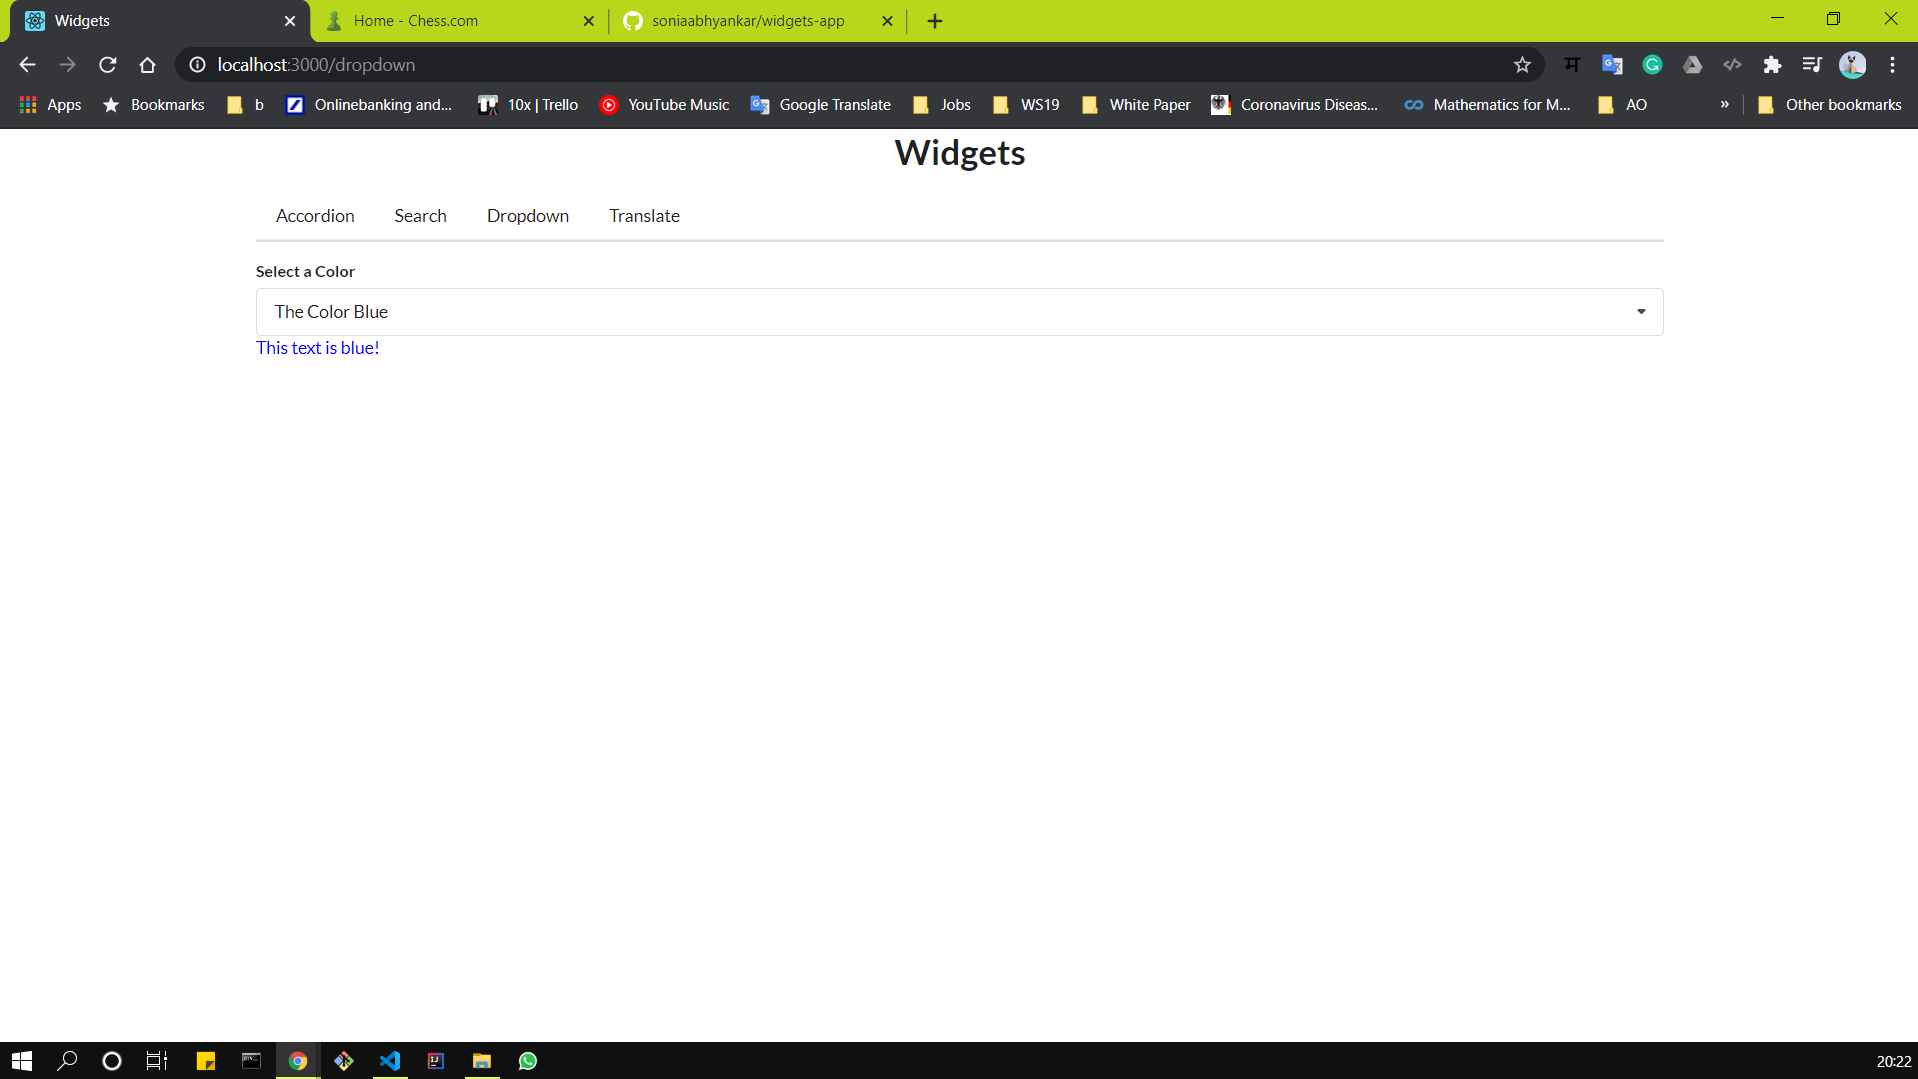 Widgets
Home - Chess.com
soniaabhyankar/widgets-app
localhost:3000/dropdown
Apps
Bookmarks
b
Onlinebanking and...
10x | Trello
YouTube Music
Google Translate
Jobs
WS19
White Paper
Coronavirus Diseas...
Mathematics for M...
AO
»
Other bookmarks
Widgets
Accordion
Search
Dropdown
Translate
Select a Color
The Color Blue
This text is blue!
20:22